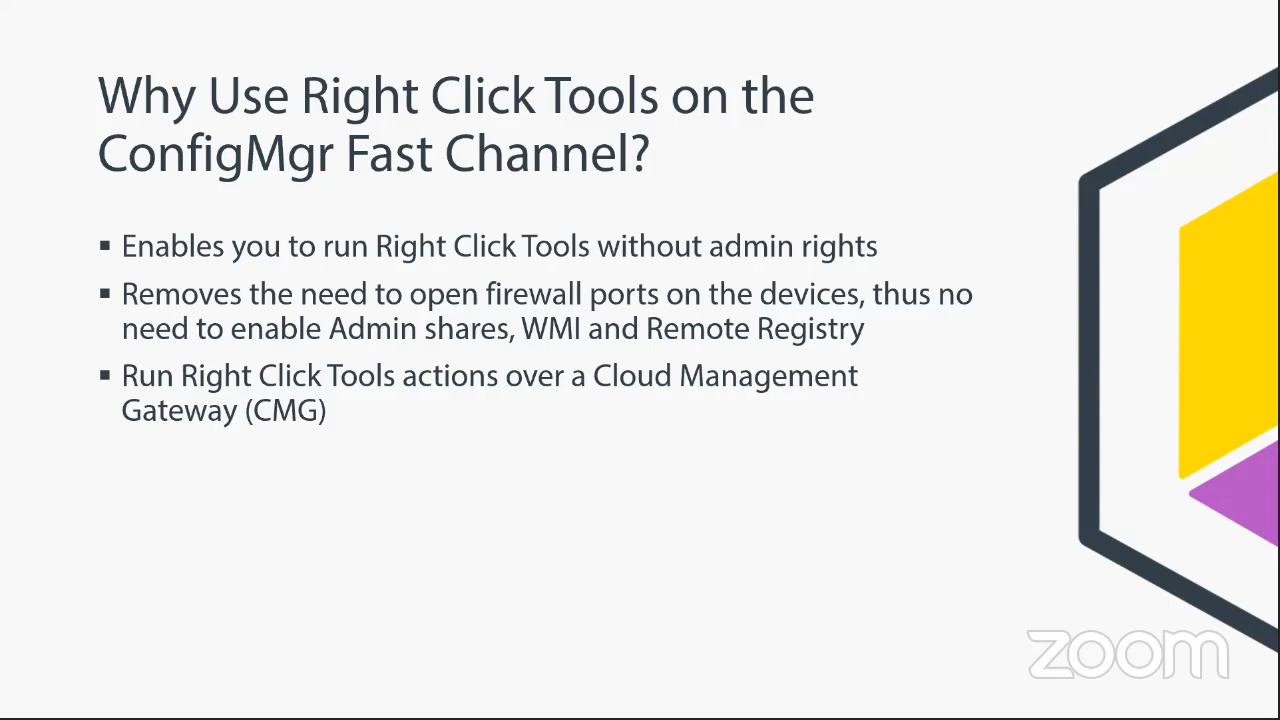 Why Use Right Click Tools on the
ConfigMgr Fast Channel?
▪ Enables you to run Right Click Tools without admin rights
▪ Removes the need to open firewall ports on the devices, thus no
need to enable Admin shares, WMI and Remote Registry
▪ Run Right Click Tools actions over a Cloud Management
Gateway (CMG)
zoom